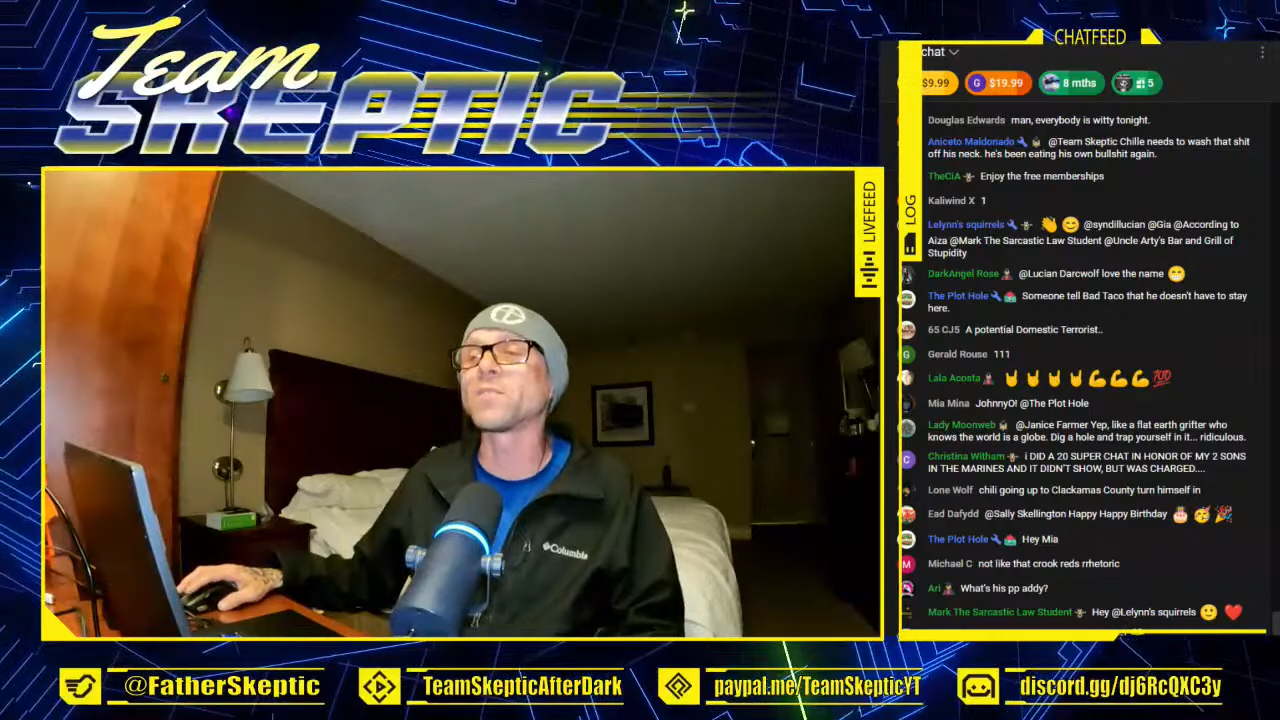 Team
SKEPTIC
CHATFEED
chat
$9.99
G $19.99
8 mths
5
Douglas Edwards man, everybody is witty tonight.
Aniceto Maldonado @Team Skeptic Chille needs to wash that shit
off his neck. he's been eating his own bullshit again.
TheCiA Enjoy the free memberships
Kaliwind X 1
Lelynn's squirrels 👋 😊 @syndillucian @Gia @According to
Aiza @Mark The Sarcastic Law Student @Uncle Arty's Bar and Grill of
Stupidity
DarkAngel Rose @Lucian Darcwolf love the name 😁
The Plot Hole Someone tell Bad Taco that he doesn't have to stay
here.
65 CJ5 A potential Domestic Terrorist..
G Gerald Rouse 111
Lala Acosta 🤘 🤘 🤘 🤘 💪 💪 💪 💯
Mia Mina JohnnyO! @The Plot Hole
Lady Moonweb @Janice Farmer Yep, like a flat earth grifter who
knows the world is a globe. Dig a hole and trap yourself in it... ridiculous.
C Christina Witham i DID A 20 SUPER CHAT IN HONOR OF MY 2 SONS
IN THE MARINES AND IT DIDN'T SHOW, BUT WAS CHARGED....
Lone Wolf chili going up to Clackamas County turn himself in
Ead Dafydd @Sally Skellington Happy Happy Birthday 🎂 🥳 🎉
The Plot Hole Hey Mia
M Michael C not like that crook reds rrhetoric
Ari What's his pp addy?
Mark The Sarcastic Law Student Hey @Lelynn's squirrels 🙂 ❤️
LIVEFEED
LOG
Columbia
@FatherSkeptic
TeamSkepticAfterDark
paypal.me/TeamSkepticYT
discord.gg/dj6RcQXC3y